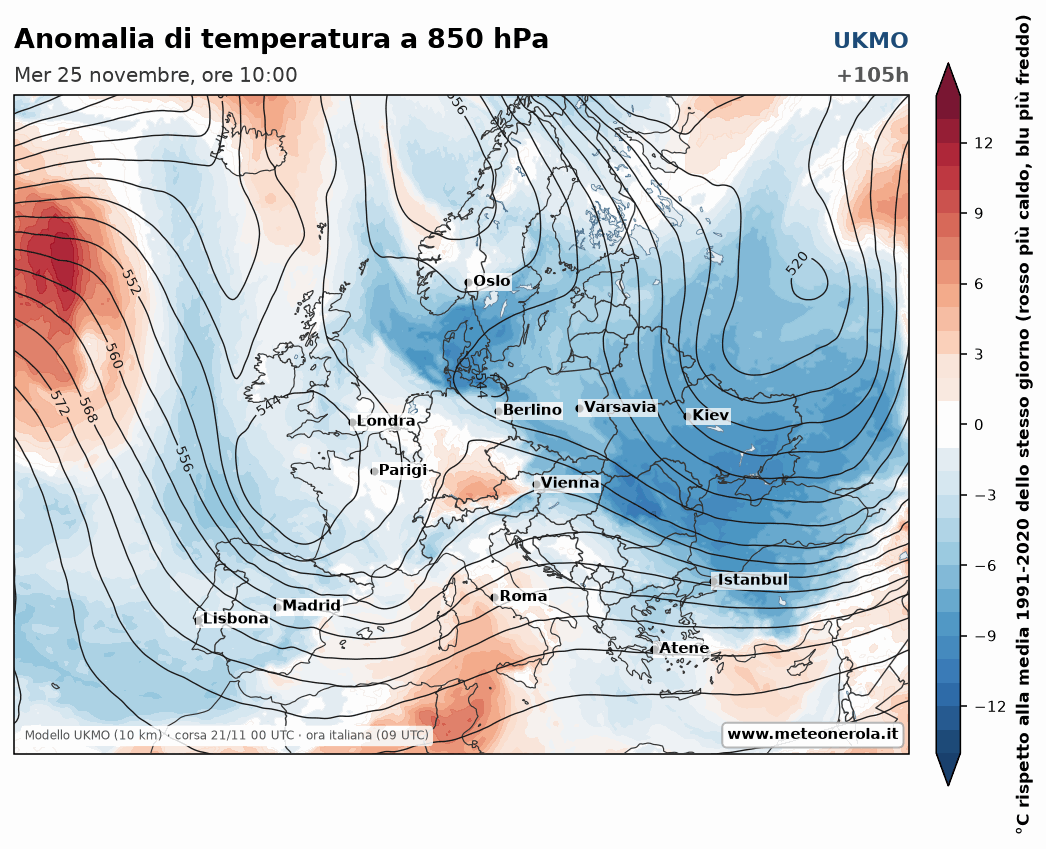 Anomalia di temperatura a 850 hPa
UKMO
Mer 25 novembre, ore 10:00
+105h
556
520
552
560
568
572
544
556
Oslo
Berlino
Varsavia
Kiev
Londra
Parigi
Vienna
Istanbul
Roma
Madrid
Lisbona
Atene
Modello UKMO (10 km) · corsa 21/11 00 UTC · ora italiana (09 UTC)
www.meteonerola.it
12
9
6
3
0
−3
−6
−9
−12
°C rispetto alla media 1991-2020 dello stesso giorno (rosso più caldo, blu più freddo)